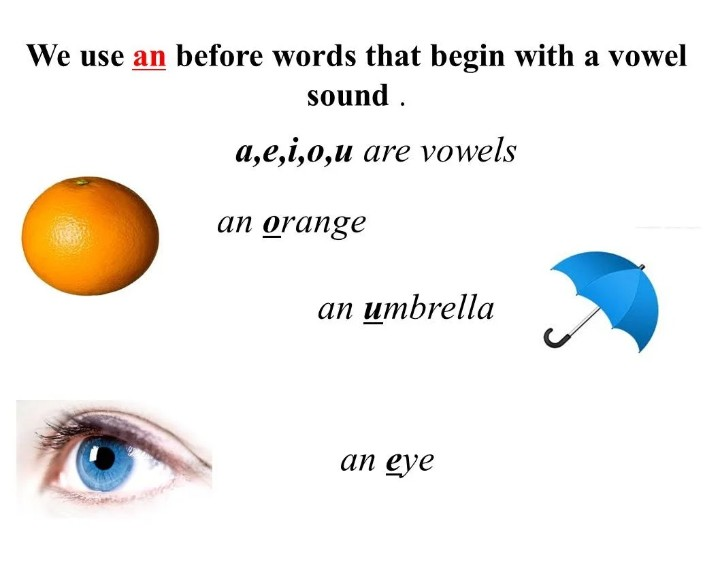 We use an before words that begin with a vowel
sound .
a,e,i,o,u are vowels
an orange
an umbrella
an eye